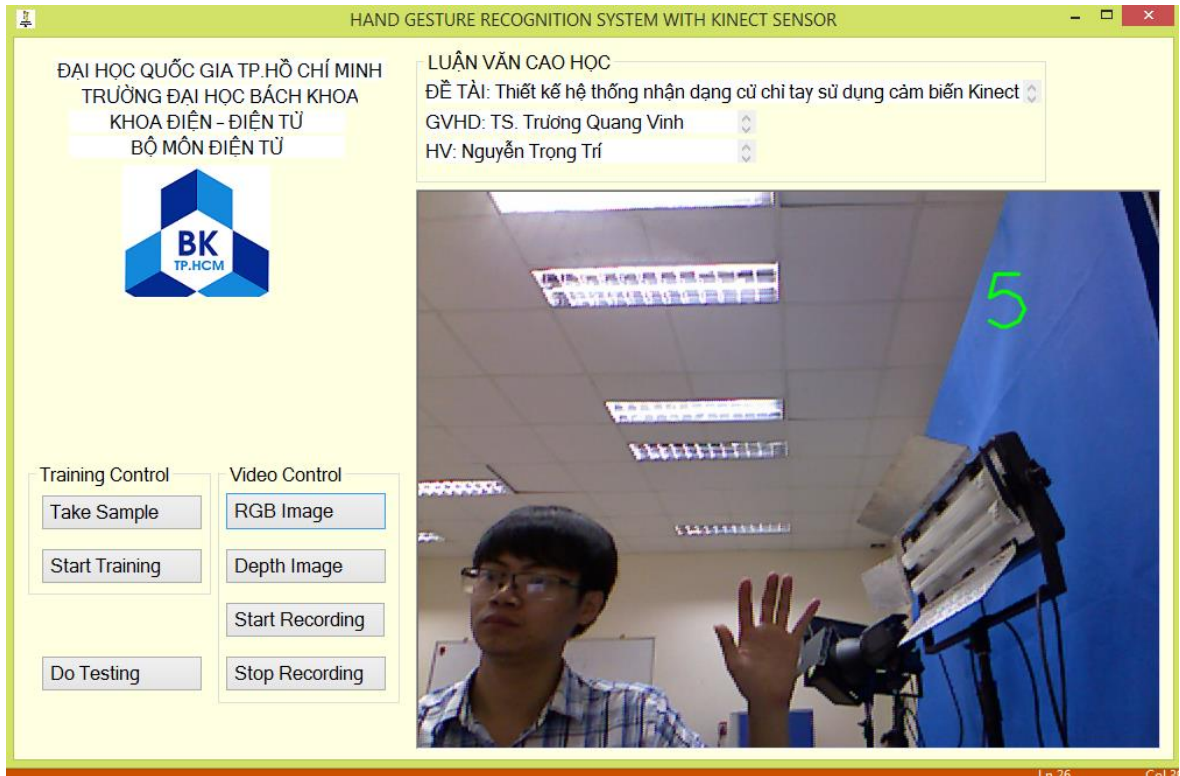 HAND GESTURE RECOGNITION SYSTEM WITH KINECT SENSOR
ĐẠI HỌC QUỐC GIA TP.HỒ CHÍ MINH
TRƯỜNG ĐẠI HỌC BÁCH KHOA
KHOA ĐIỆN – ĐIỆN TỬ
BỘ MÔN ĐIỆN TỬ
BK
TP.HCM
LUẬN VĂN CAO HỌC
ĐỀ TÀI: Thiết kế hệ thống nhận dạng cử chỉ tay sử dụng cảm biến Kinect
GVHD: TS. Trương Quang Vinh
HV: Nguyễn Trọng Trí
5
Training Control
Take Sample
Start Training
Do Testing
Video Control
RGB Image
Depth Image
Start Recording
Stop Recording
Ln 26
Col 3